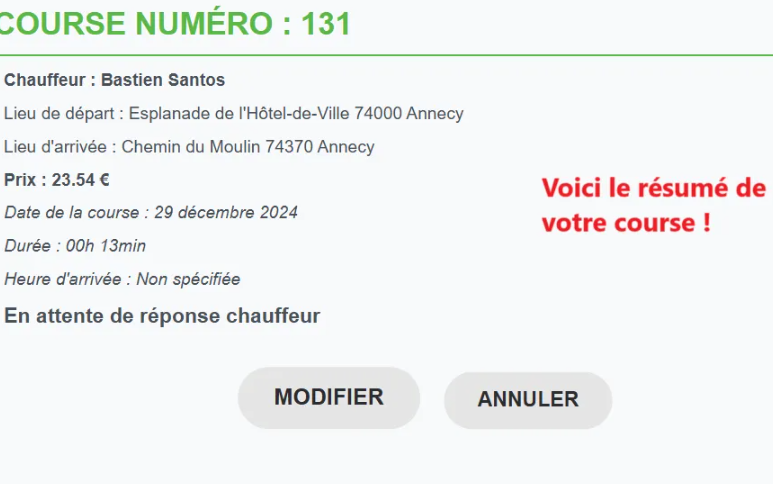 COURSE NUMÉRO : 131
Chauffeur : Bastien Santos
Lieu de départ : Esplanade de l'Hôtel-de-Ville 74000 Annecy
Lieu d'arrivée : Chemin du Moulin 74370 Annecy
Prix : 23.54 €
Voici le résumé de
votre course !
Date de la course : 29 décembre 2024
Durée : 00h 13min
Heure d'arrivée : Non spécifiée
En attente de réponse chauffeur
MODIFIER
ANNULER